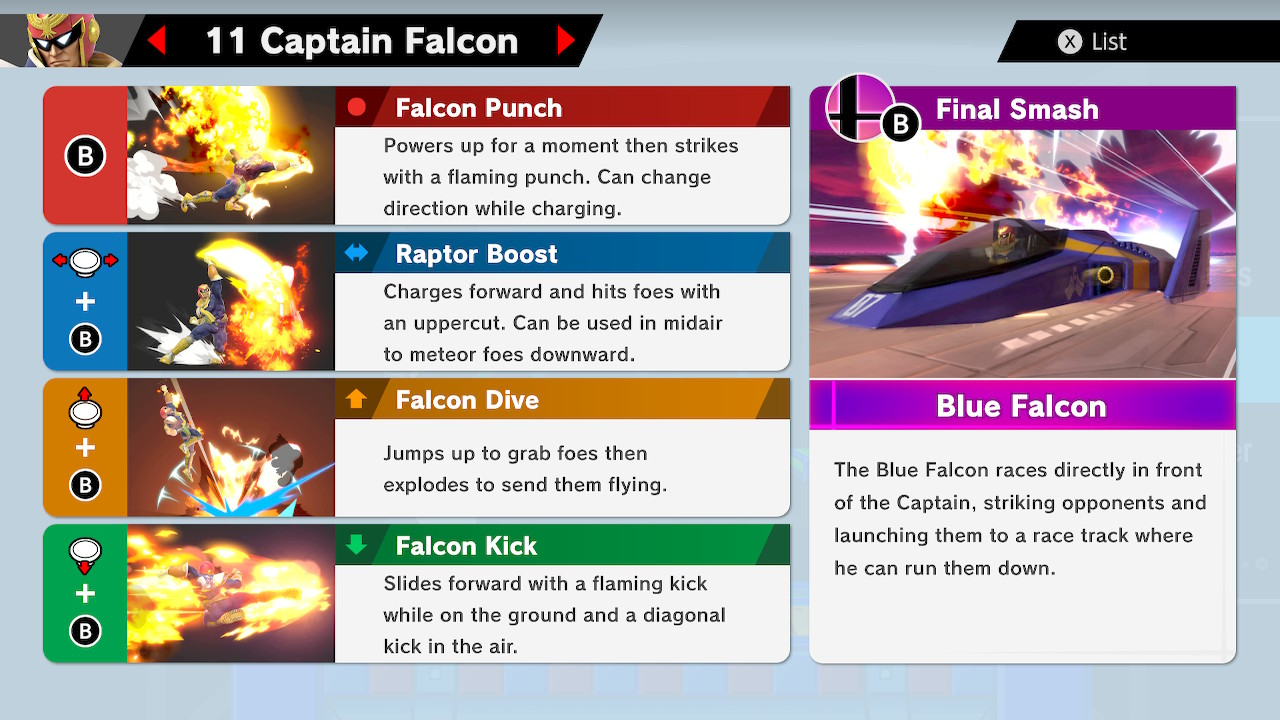 11 Captain Falcon
X List
B
Falcon Punch
Powers up for a moment then strikes
with a flaming punch. Can change
direction while charging.
+
B
Raptor Boost
Charges forward and hits foes with
an uppercut. Can be used in midair
to meteor foes downward.
+
B
Falcon Dive
Jumps up to grab foes then
explodes to send them flying.
+
B
Falcon Kick
Slides forward with a flaming kick
while on the ground and a diagonal
kick in the air.
B
Final Smash
07
Blue Falcon
The Blue Falcon races directly in front
of the Captain, striking opponents and
launching them to a race track where
he can run them down.